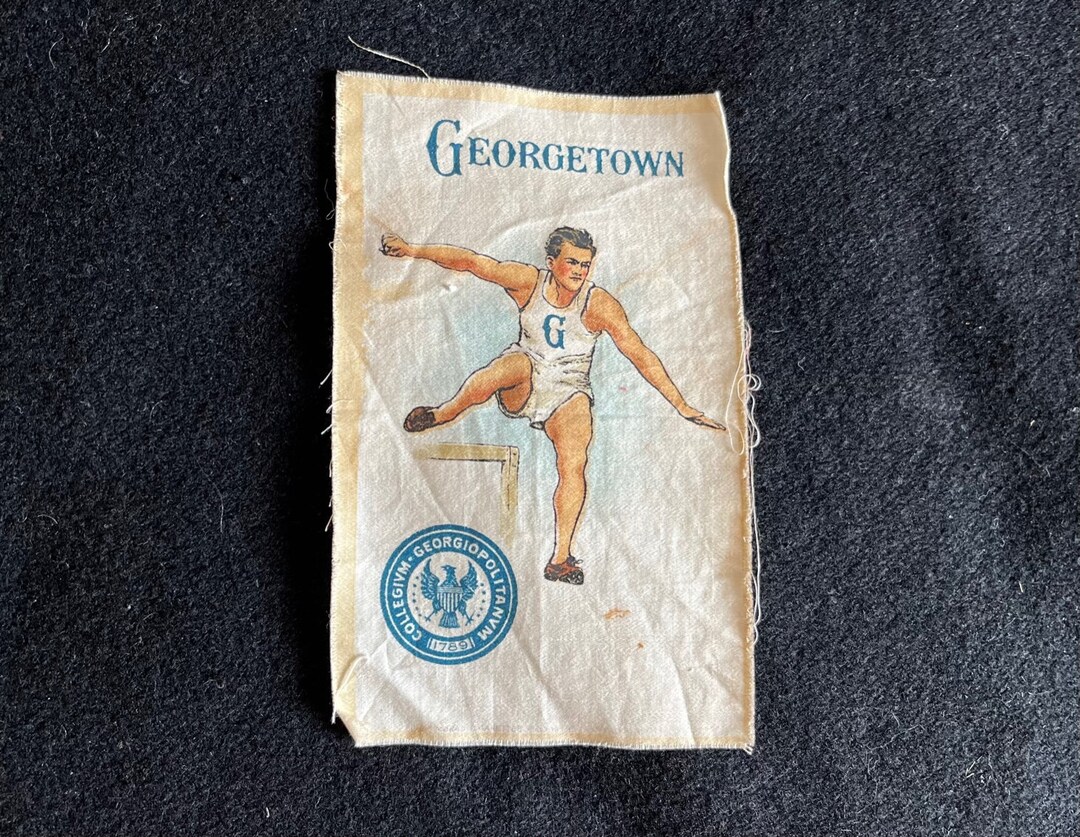 GEORGETOWN
G
COLLEGIVM · GEORGIOPOLITANVM
1789